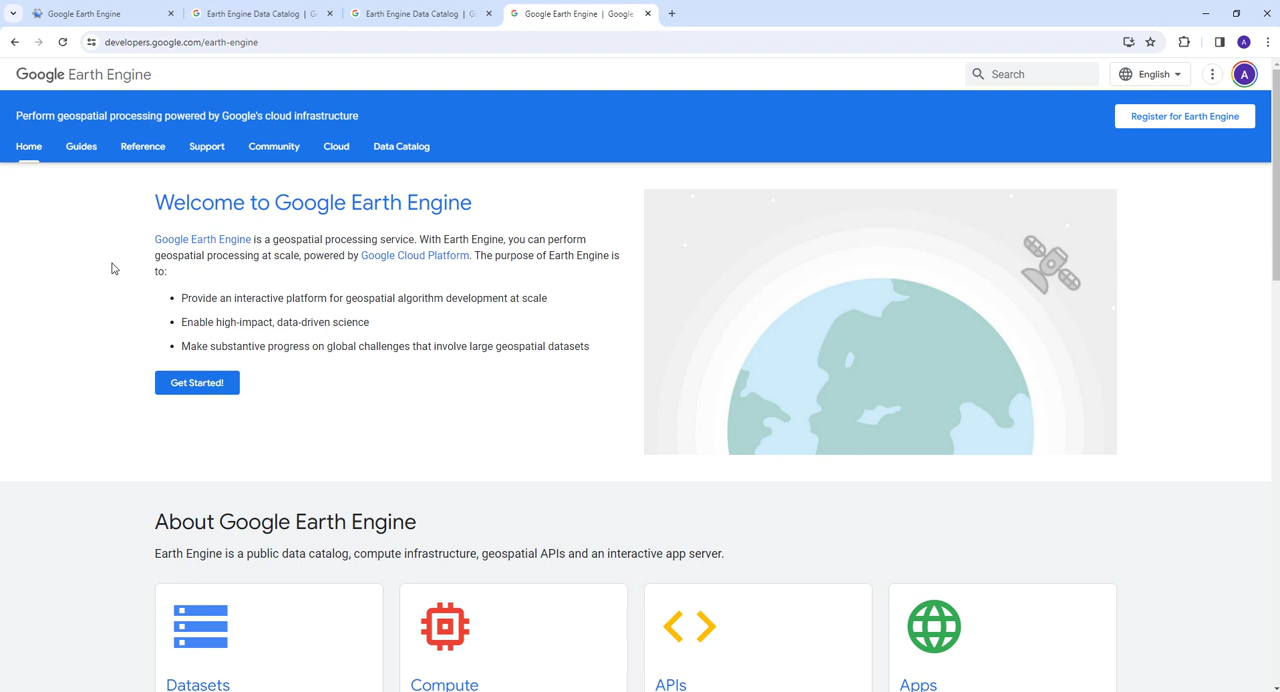 Google Earth Engine
Earth Engine Data Catalog | G
Earth Engine Data Catalog | G
Google Earth Engine | Google
developers.google.com/earth-engine
A
Google Earth Engine
Search
English
A
Perform geospatial processing powered by Google's cloud infrastructure
Register for Earth Engine
Home
Guides
Reference
Support
Community
Cloud
Data Catalog
Welcome to Google Earth Engine
Google Earth Engine is a geospatial processing service. With Earth Engine, you can perform
geospatial processing at scale, powered by Google Cloud Platform. The purpose of Earth Engine is
to:
• Provide an interactive platform for geospatial algorithm development at scale
• Enable high-impact, data-driven science
• Make substantive progress on global challenges that involve large geospatial datasets
Get Started!
About Google Earth Engine
Earth Engine is a public data catalog, compute infrastructure, geospatial APIs and an interactive app server.
Datasets
Compute
APIs
Apps